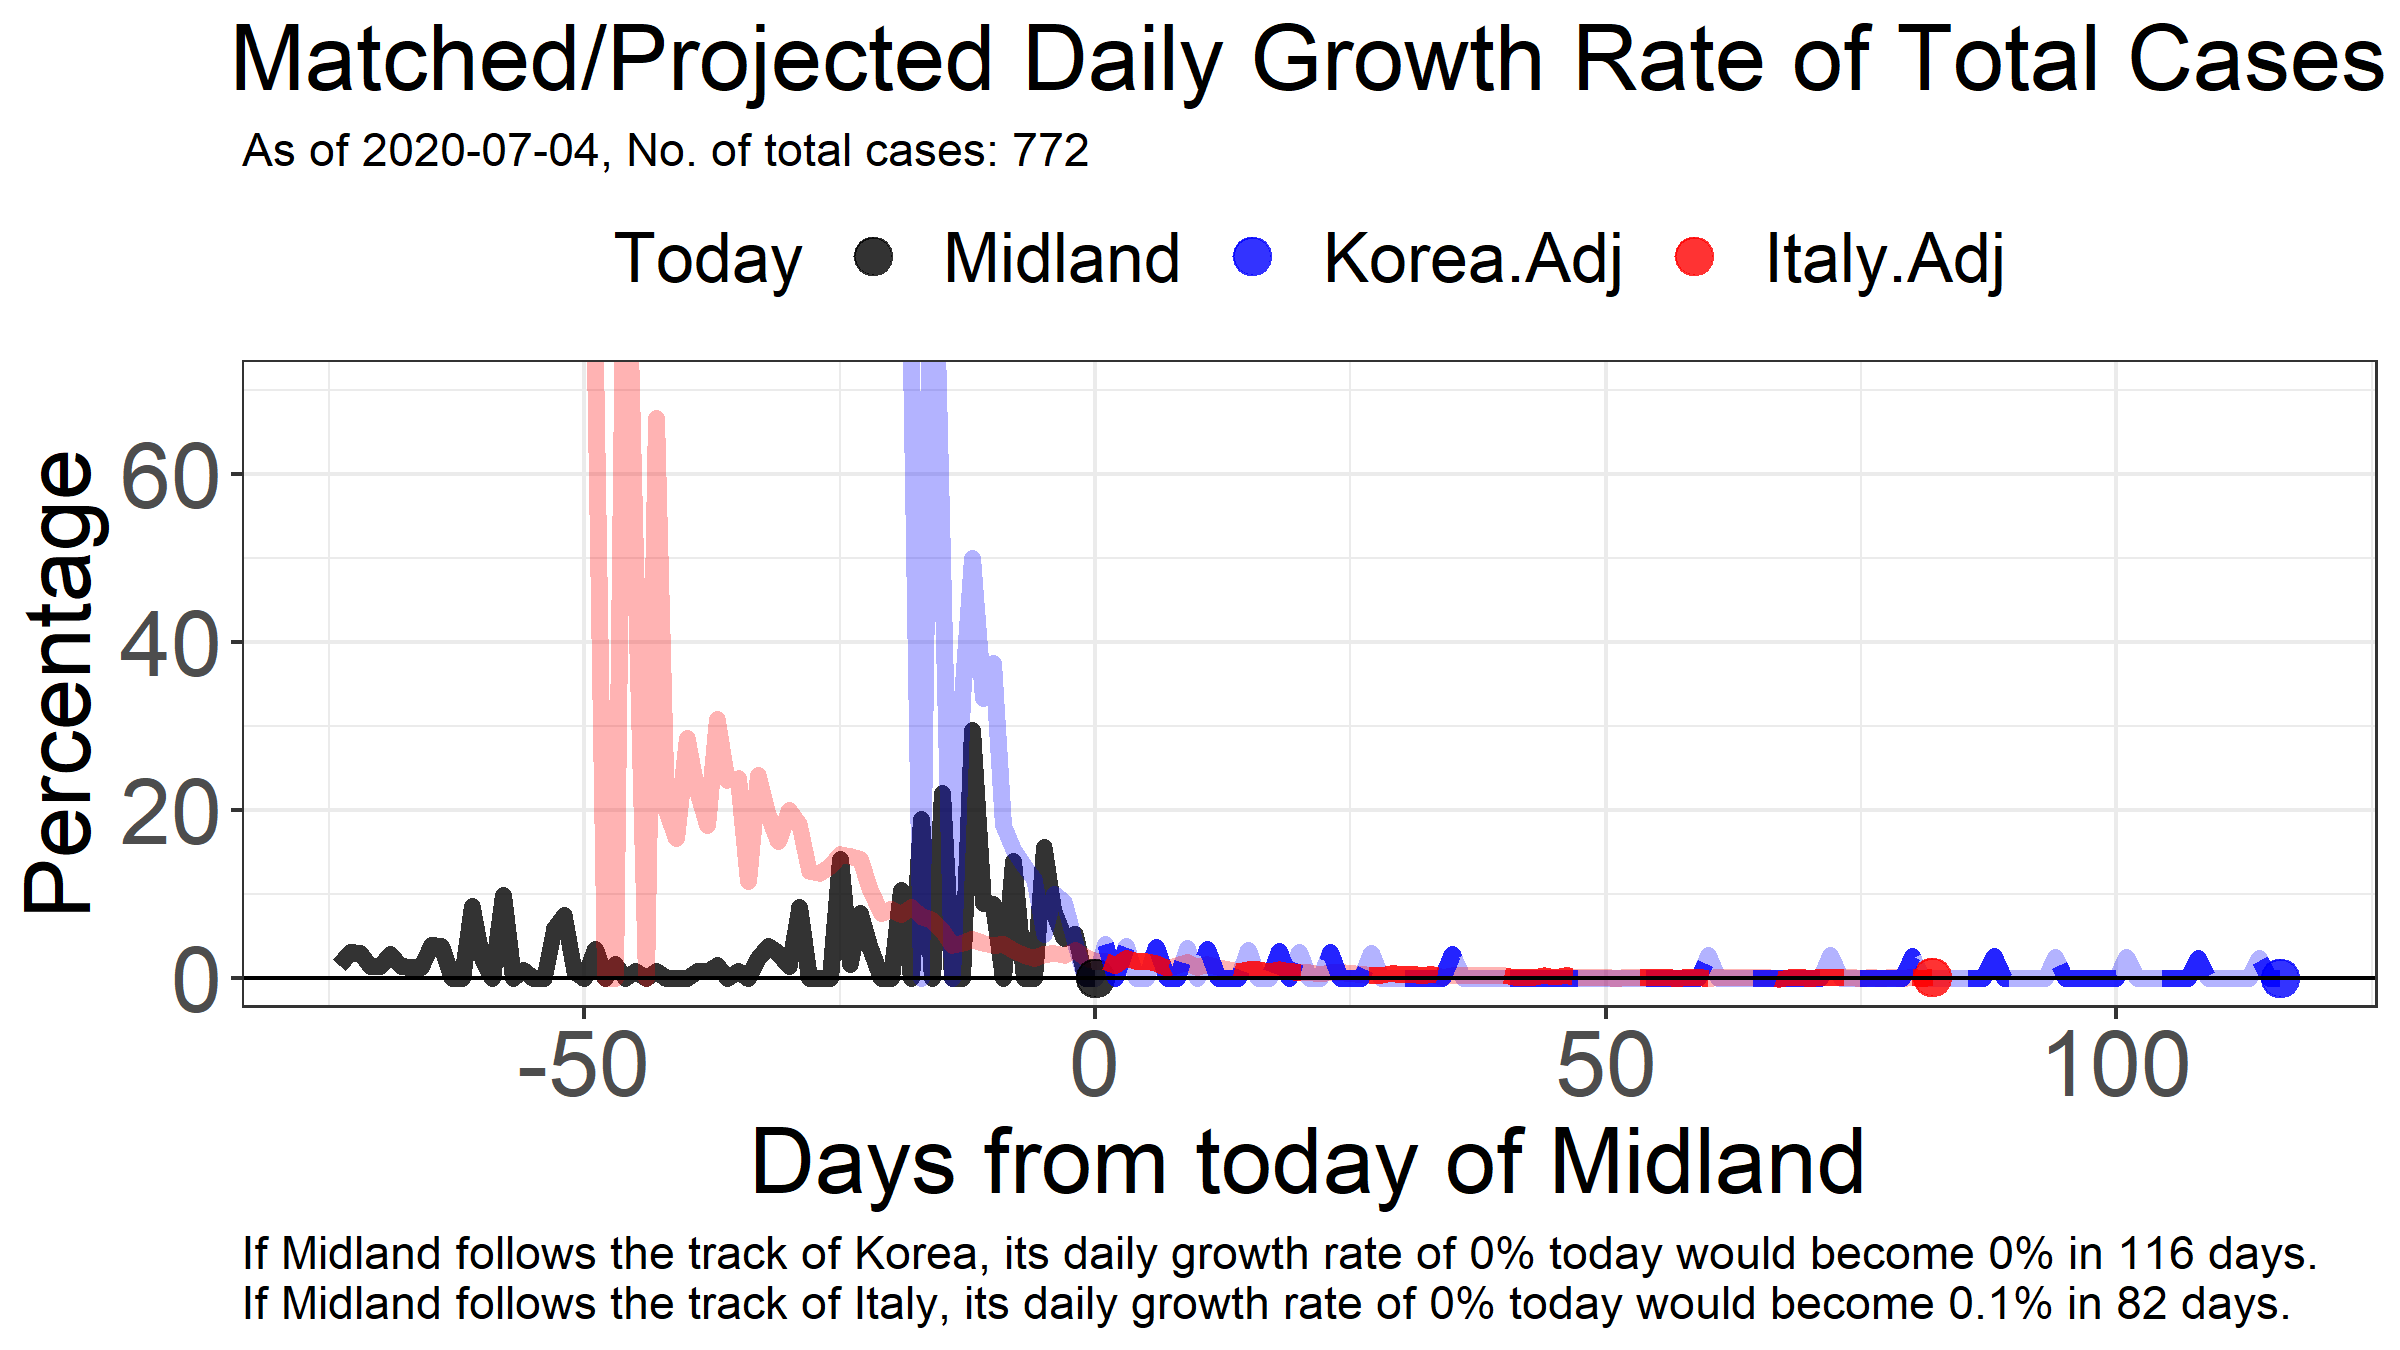 Matched/Projected Daily Growth Rate of Total Cases
As of 2020-07-04, No. of total cases: 772
Today Midland Korea.Adj Italy.Adj
Percentage
60
40
20
0
-50 0 50 100
Days from today of Midland
If Midland follows the track of Korea, its daily growth rate of 0% today would become 0% in 116 days.
If Midland follows the track of Italy, its daily growth rate of 0% today would become 0.1% in 82 days.